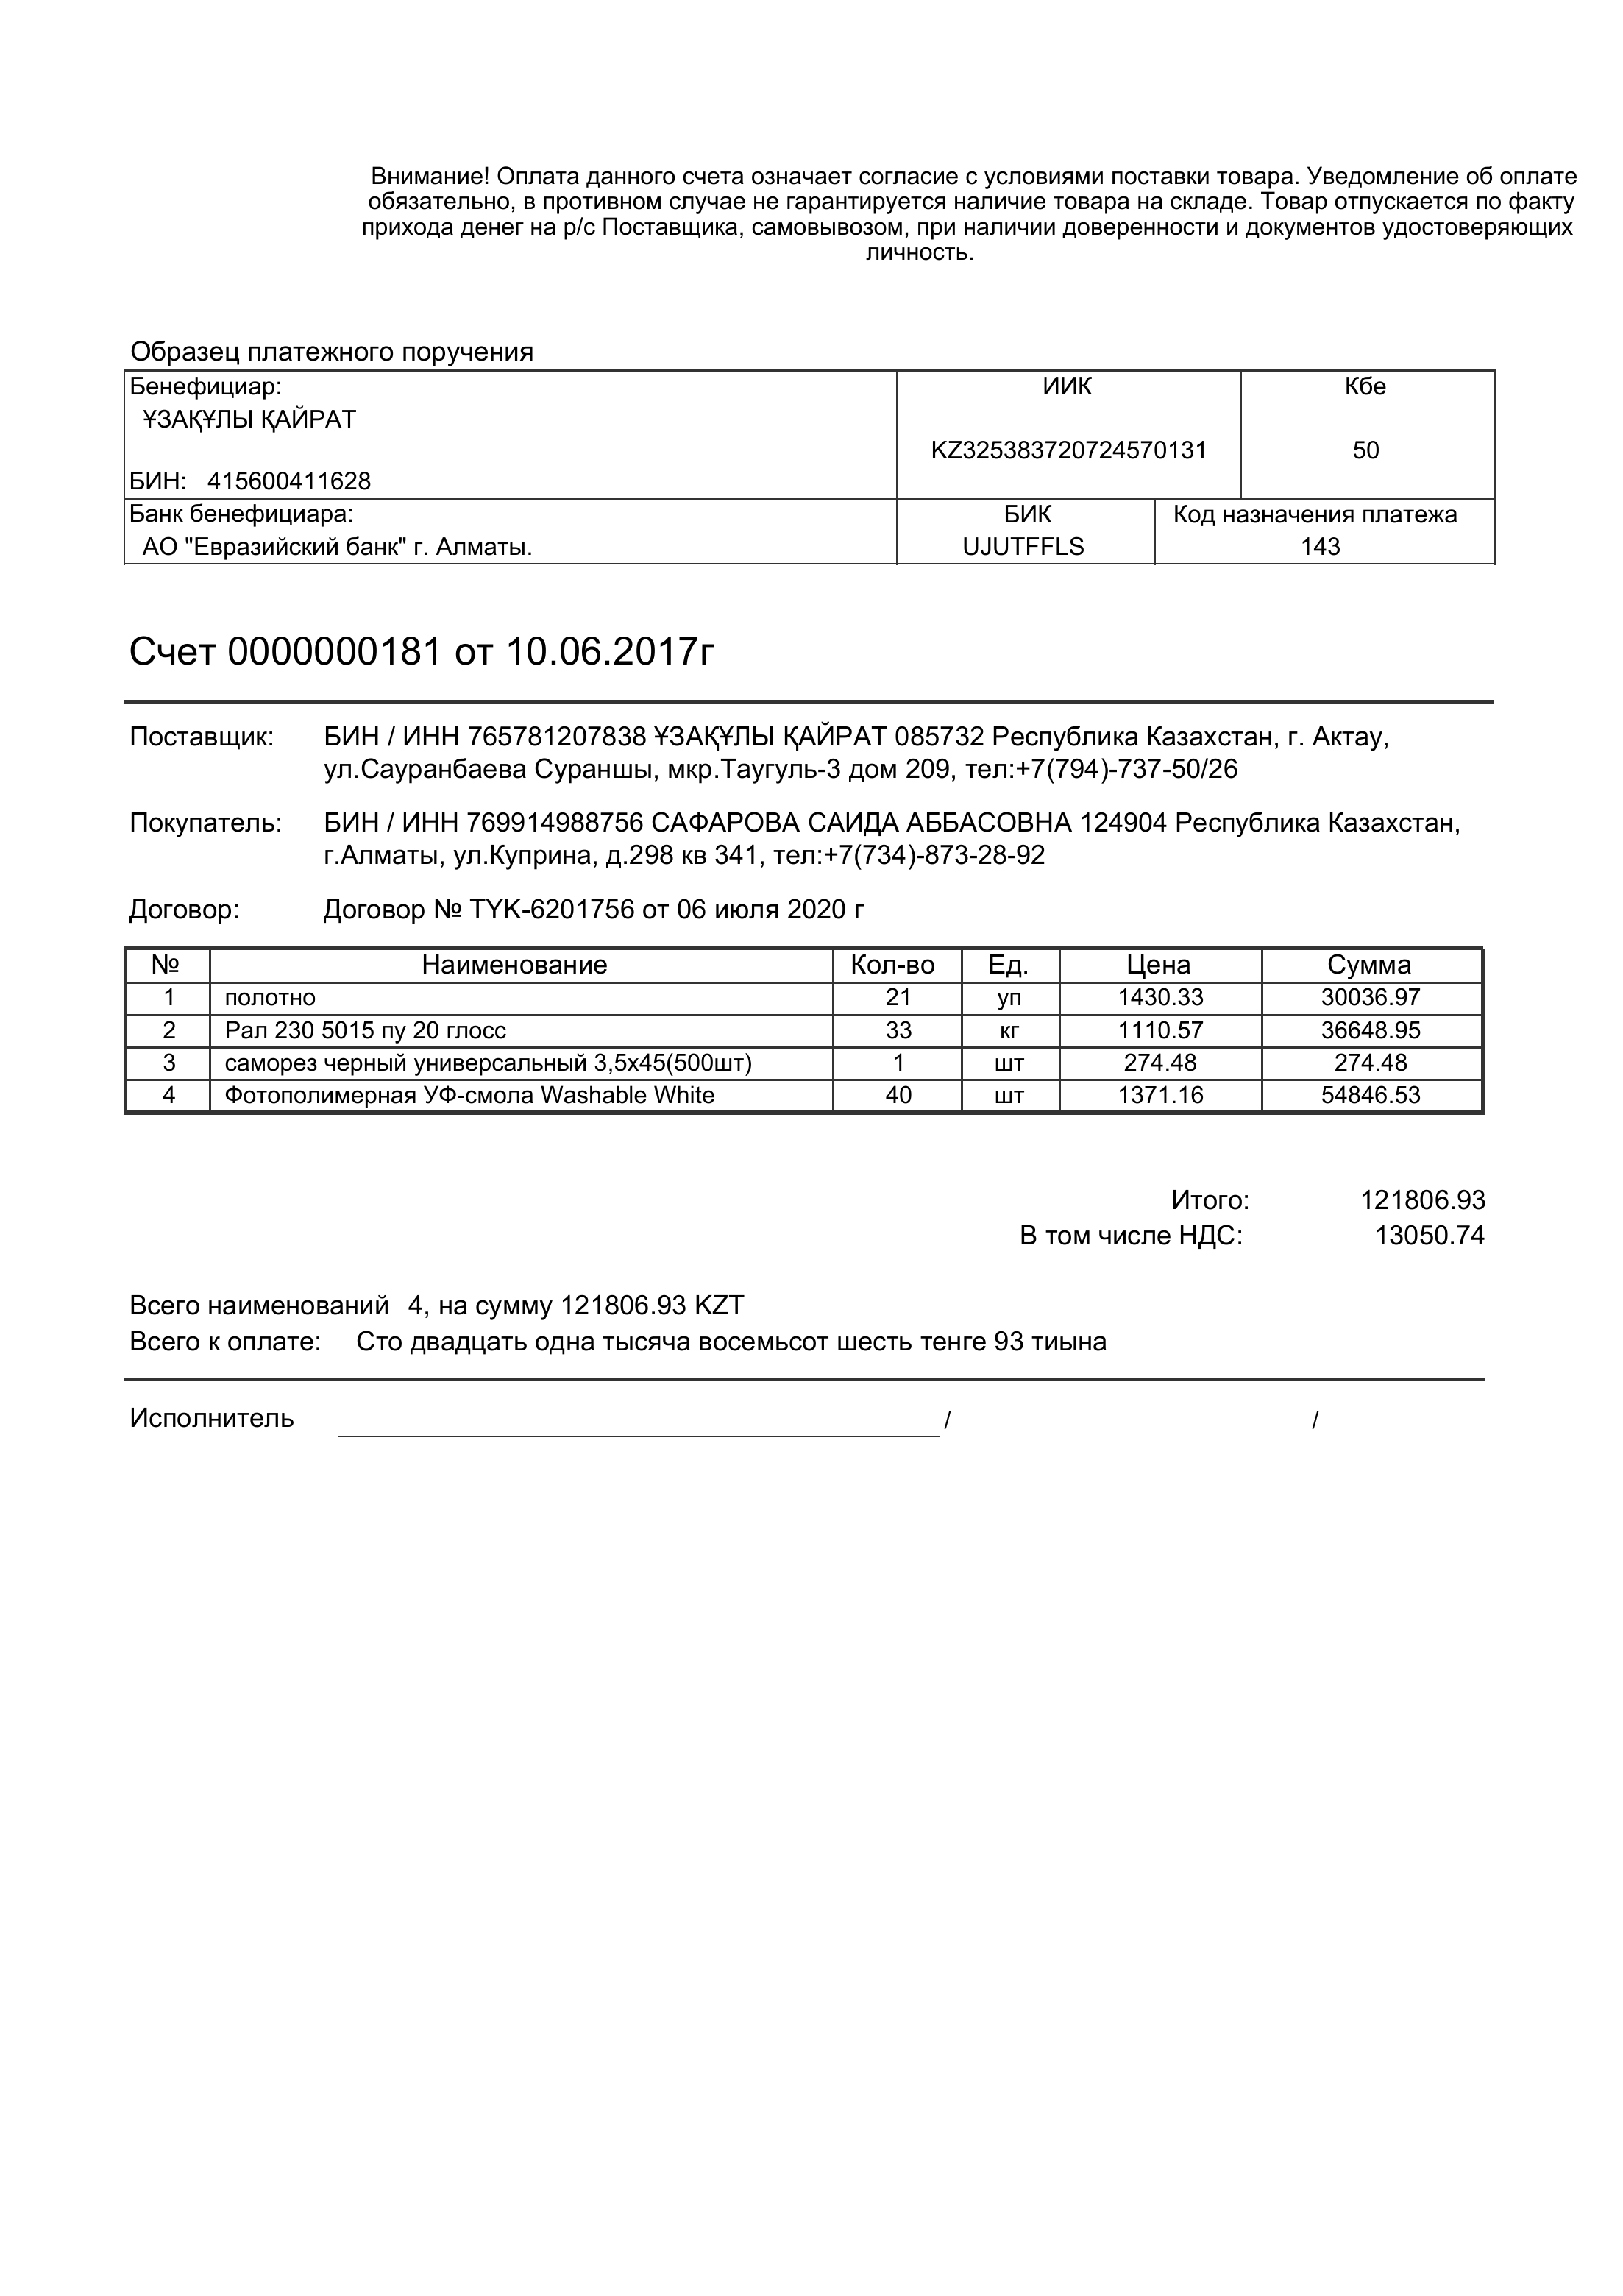 Внимание! Оплата данного счета означает согласие с условиями поставки товара. Уведомление об оплате
обязательно, в противном случае не гарантируется наличие товара на складе. Товар отпускается по факту
прихода денег на р/с Поставщика, самовывозом, при наличии доверенности и документов удостоверяющих
личность.
Образец платежного поручения
Бенефициар: ИИК Кбе
ҰЗАҚҰЛЫ ҚАЙРАТ
KZ325383720724570131 50
БИН: 415600411628
Банк бенефициара: БИК Код назначения платежа
АО "Евразийский банк" г. Алматы. UJUTFFLS 143
Счет 0000000181 от 10.06.2017г
Поставщик: БИН / ИНН 765781207838 ҰЗАҚҰЛЫ ҚАЙРАТ 085732 Республика Казахстан, г. Актау,
ул.Сауранбаева Сураншы, мкр.Таугуль-3 дом 209, тел:+7(794)-737-50/26
Покупатель: БИН / ИНН 769914988756 САФАРОВА САИДА АББАСОВНА 124904 Республика Казахстан,
г.Алматы, ул.Куприна, д.298 кв 341, тел:+7(734)-873-28-92
Договор: Договор № TYK-6201756 от 06 июля 2020 г
№ Наименование Кол-во Ед. Цена Сумма
1 полотно 21 уп 1430.33 30036.97
2 Рал 230 5015 пу 20 глосс 33 кг 1110.57 36648.95
3 саморез черный универсальный 3,5х45(500шт) 1 шт 274.48 274.48
4 Фотополимерная УФ-смола Washable White 40 шт 1371.16 54846.53
Итого: 121806.93
В том числе НДС: 13050.74
Всего наименований 4, на сумму 121806.93 KZT
Всего к оплате: Сто двадцать одна тысяча восемьсот шесть тенге 93 тиына
Исполнитель / /